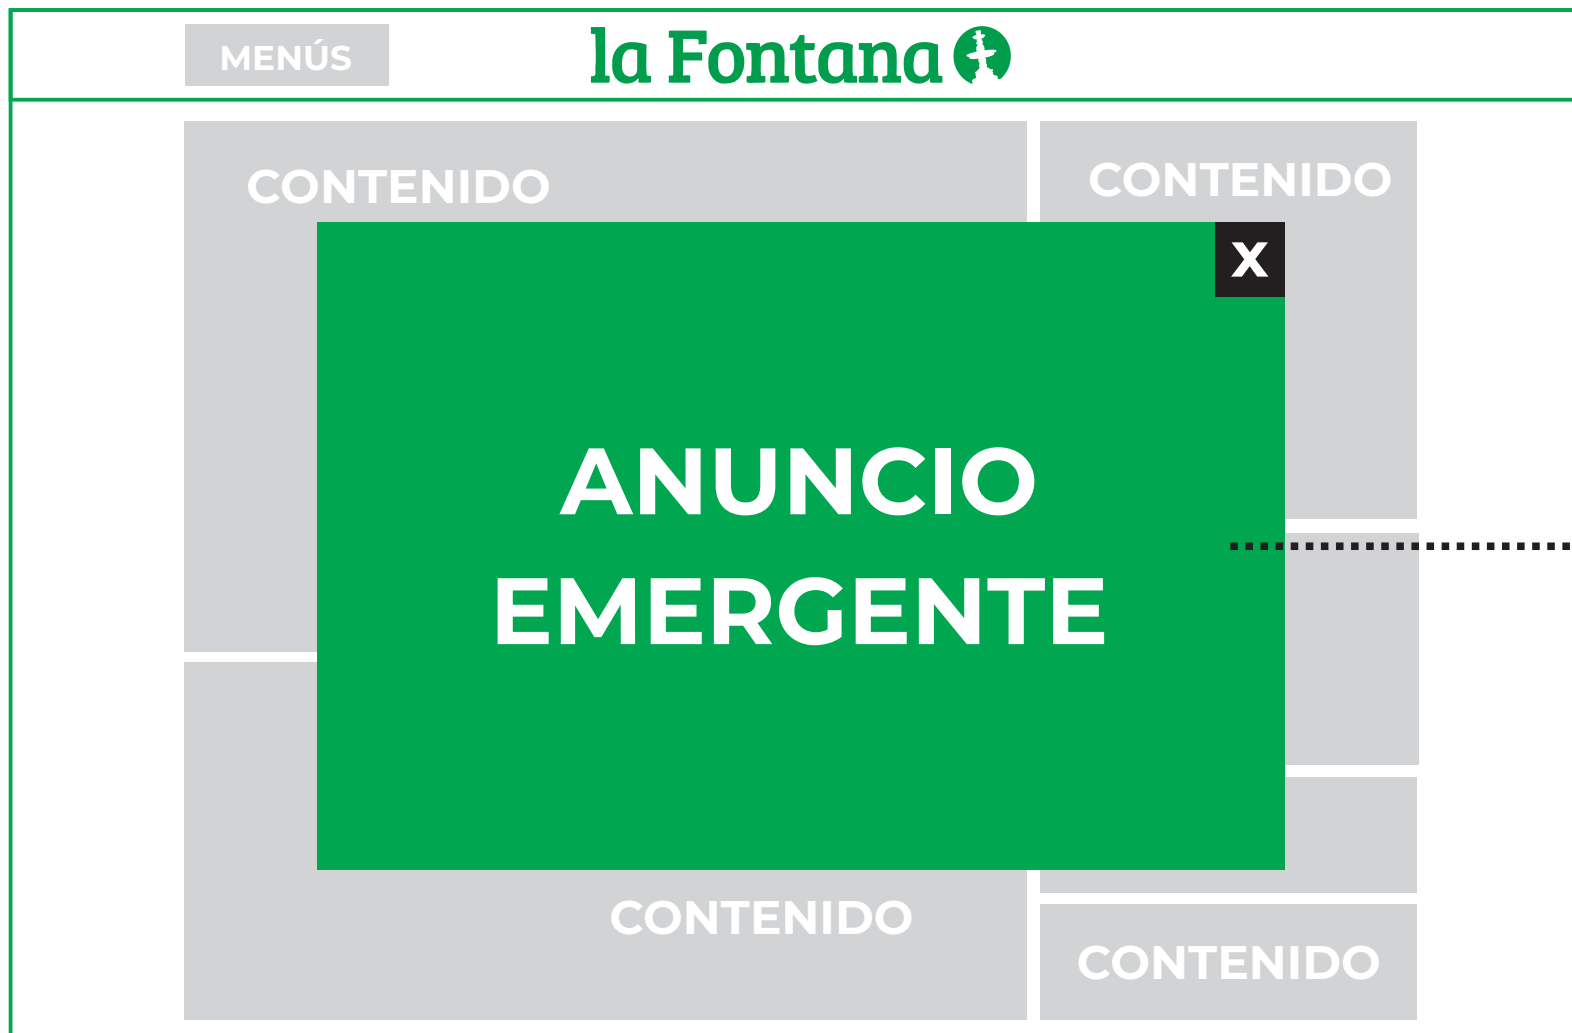 MENÚS
la Fontana
CONTENIDO
CONTENIDO
X
ANUNCIO
EMERGENTE
CONTENIDO
CONTENIDO